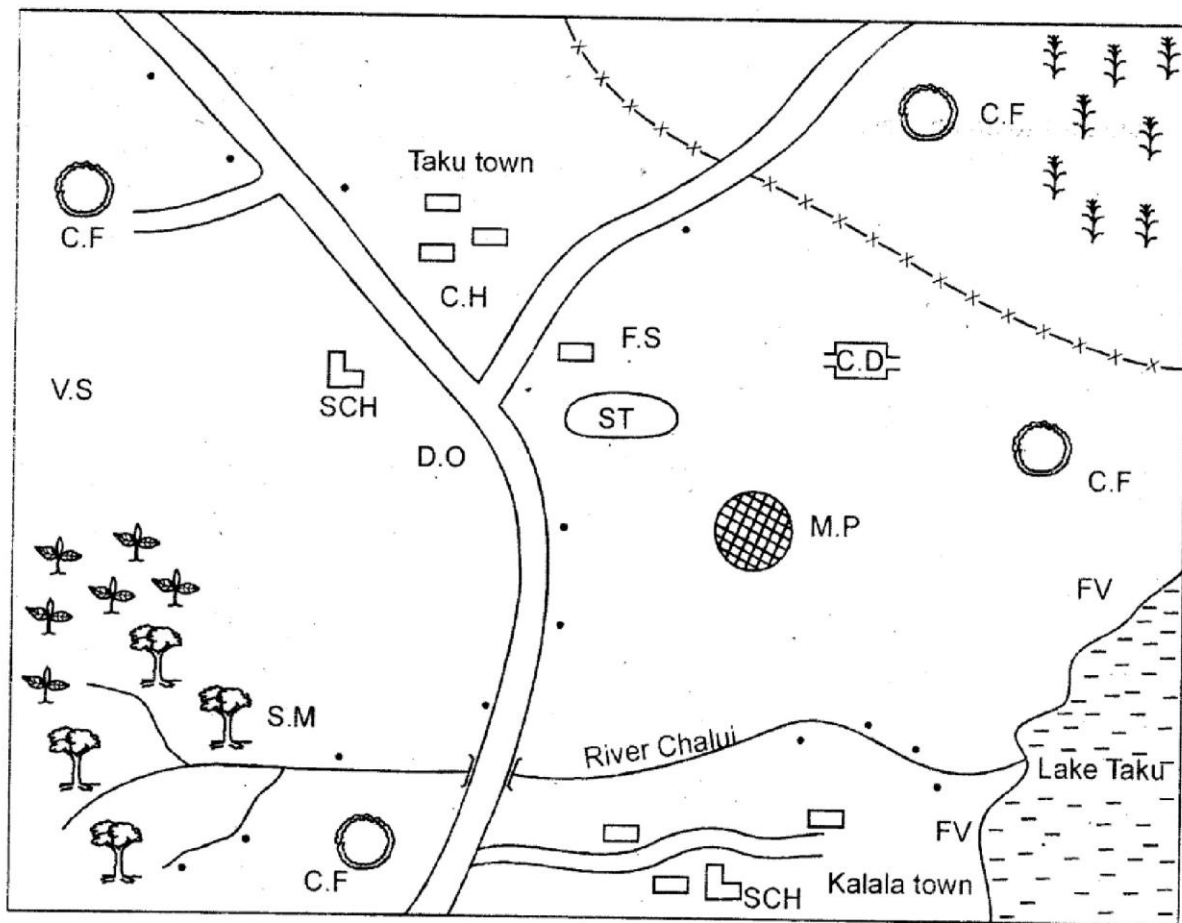 C.F
Taku town
C.F
C.H
F.S
C.D
V.S
SCH
ST
D.O
C.F
M.P
FV
S.M
River Chalui
Lake Taku
FV
C.F
SCH
Kalala town